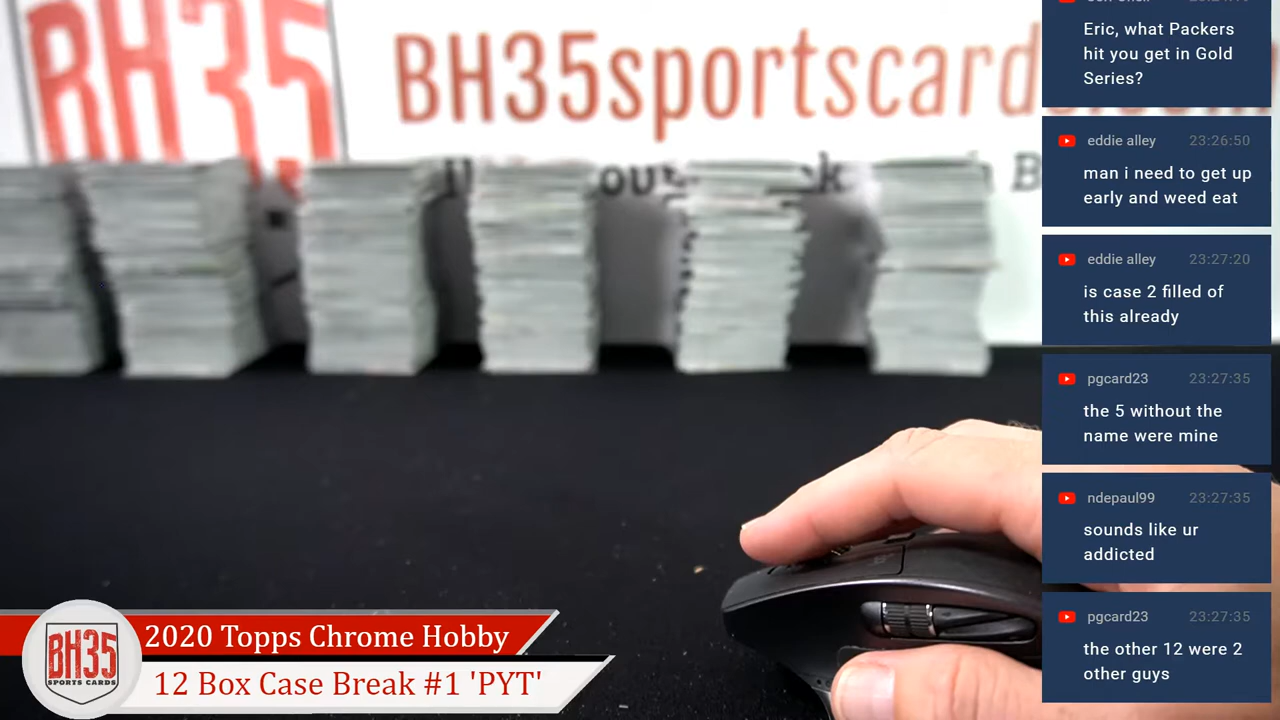 BH35
BH35sportscards
Eric, what Packers
hit you get in Gold
Series?
eddie alley 23:26:50
man i need to get up
early and weed eat
eddie alley 23:27:20
is case 2 filled of
this already
pgcard23 23:27:35
the 5 without the
name were mine
ndepaul99 23:27:35
sounds like ur
addicted
pgcard23 23:27:35
the other 12 were 2
other guys
BH35
SPORTS CARDS
2020 Topps Chrome Hobby
12 Box Case Break #1 'PYT'